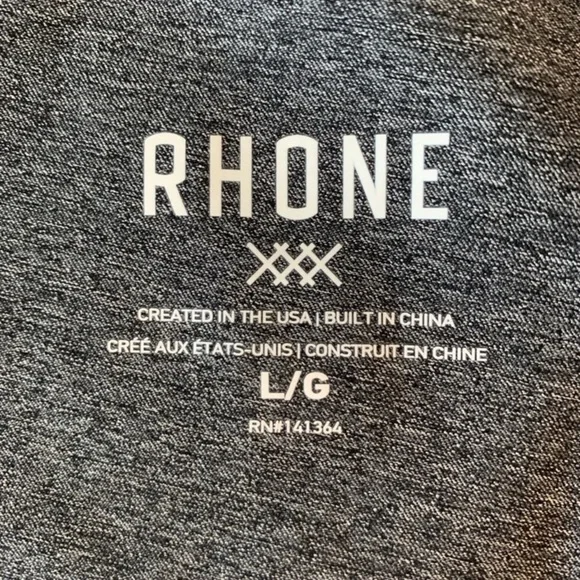 RHONE
CREATED IN THE USA | BUILT IN CHINA
CRÉÉ AUX ÉTATS-UNIS | CONSTRUIT EN CHINE
L/G
RN#141364